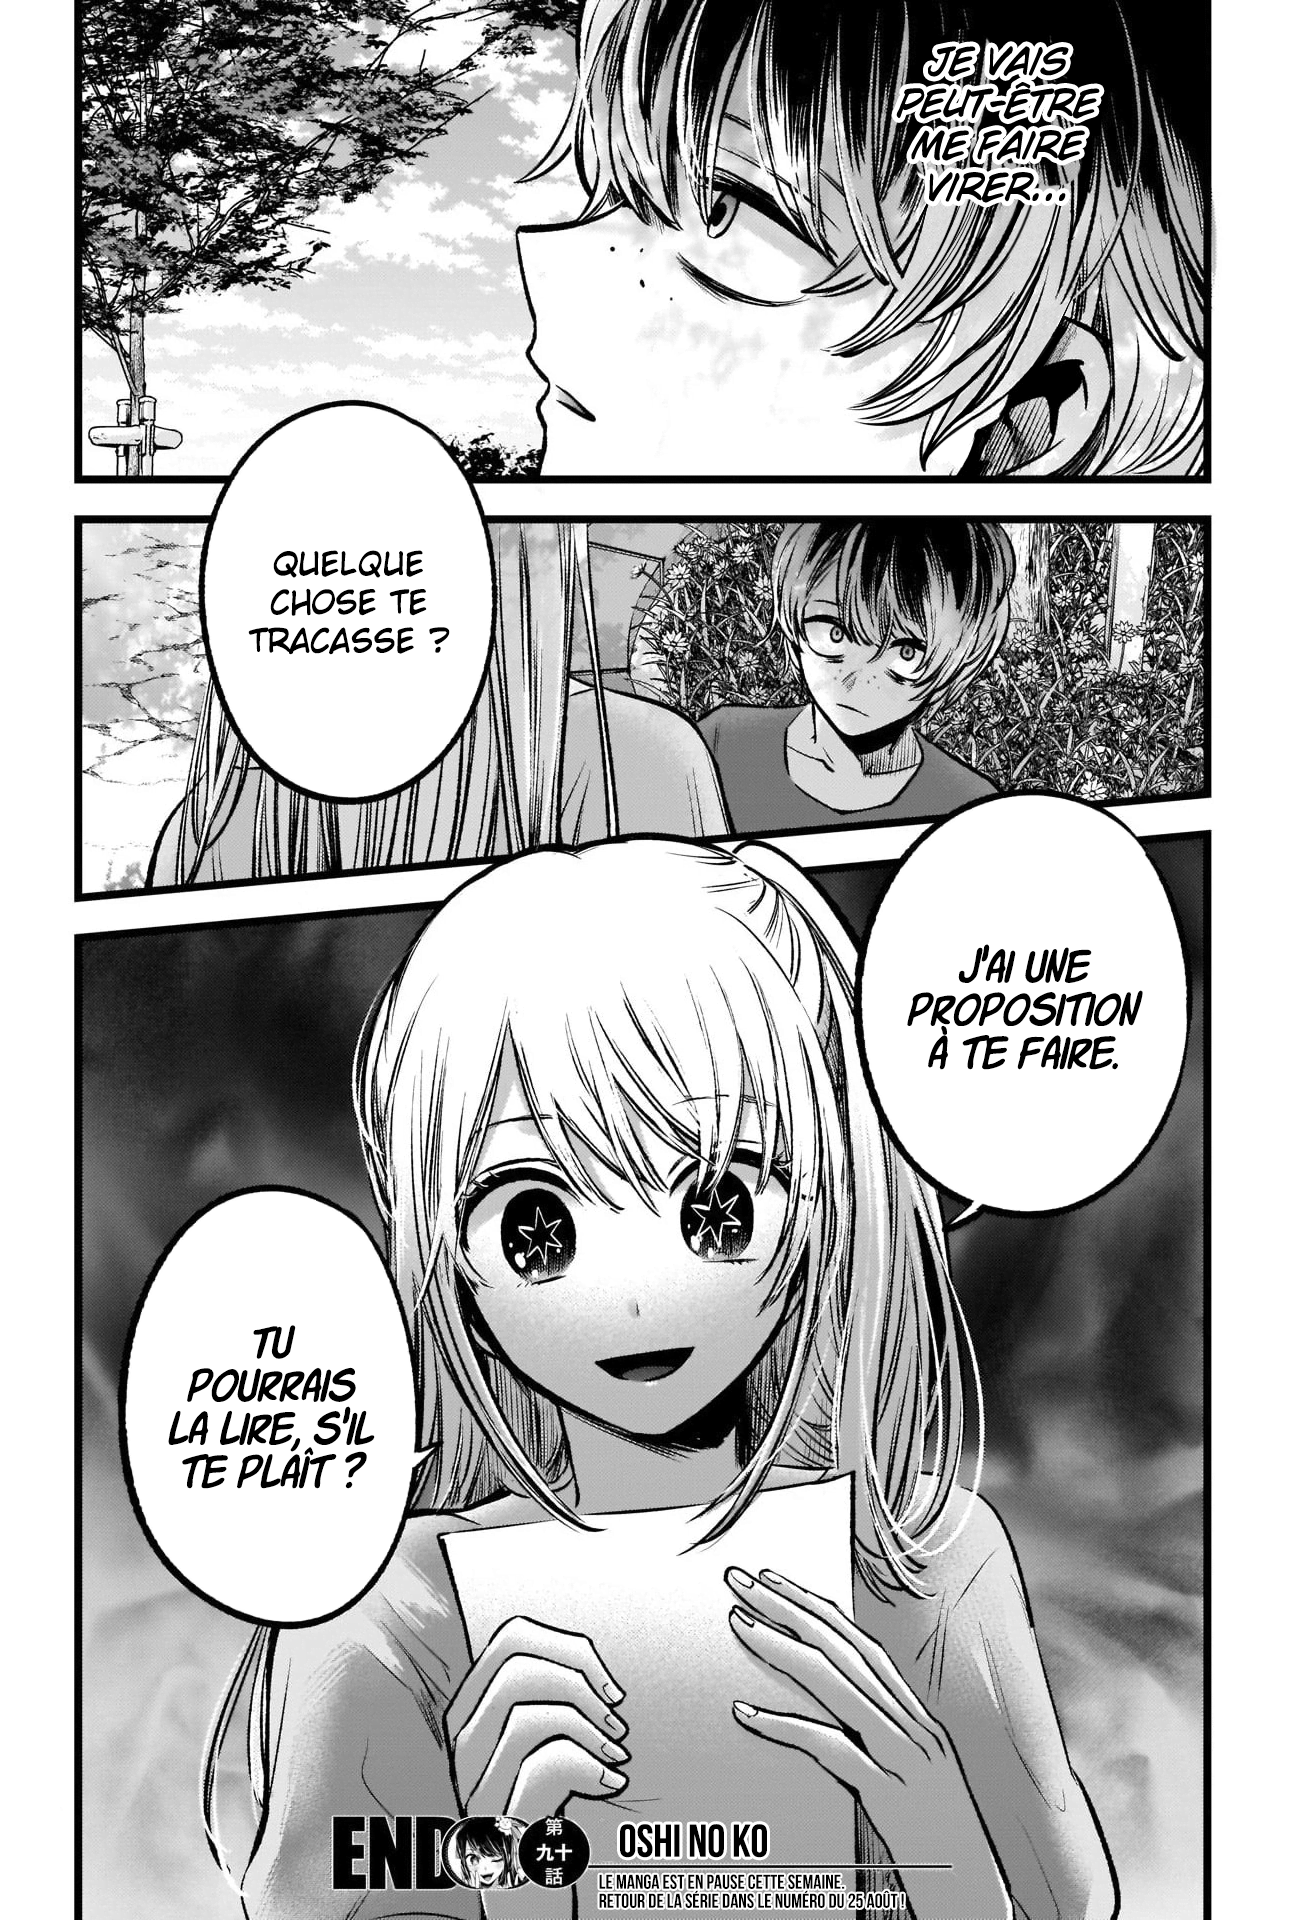 JE VAIS
PEUT-ÊTRE
ME FAIRE
VIRER...
QUELQUE
CHOSE TE
TRACASSE ?
J'AI UNE
PROPOSITION
À TE FAIRE.
TU
POURRAIS
LA LIRE, S'IL
TE PLAÎT ?
END
第
九十
話
OSHI NO KO
LE MANGA EST EN PAUSE CETTE SEMAINE.
RETOUR DE LA SÉRIE DANS LE NUMÉRO DU 25 AOÛT !